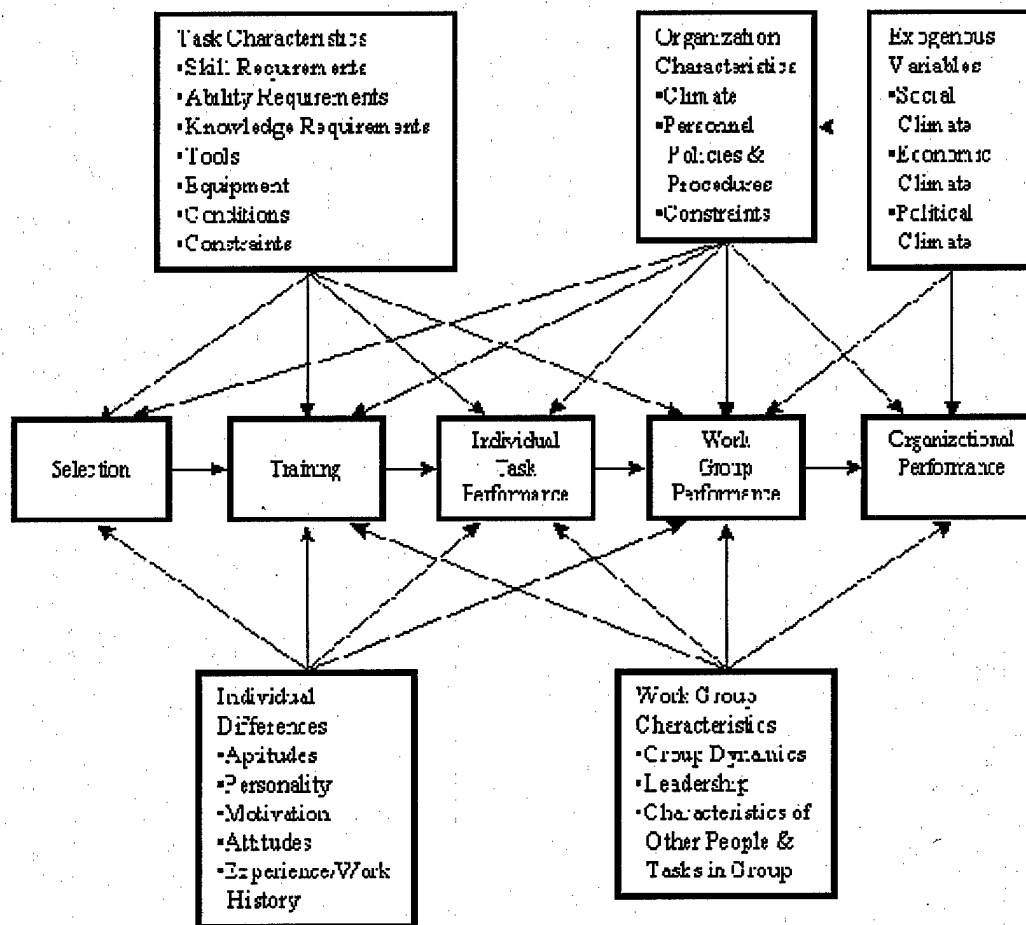 Task Characteristics
▪Skill Requirements
▪Ability Requirements
▪Knowledge Requirements
▪Tools
▪Equipment
▪Conditions
▪Constraints
Organization
Characteristics
▪Climate
▪Personnel
Policies &
Procedures
▪Constraints
Exogenous
Variables
▪Social
Climate
▪Economic
Climate
▪Political
Climate
Selection
Training
Individual
Task
Performance
Work
Group
Performance
Organizational
Performance
Individual
Differences
▪Aptitudes
▪Personality
▪Motivation
▪Attitudes
▪Experience/Work
History
Work Group
Characteristics
▪Group Dynamics
▪Leadership
▪Characteristics of
Other People &
Tasks in Group